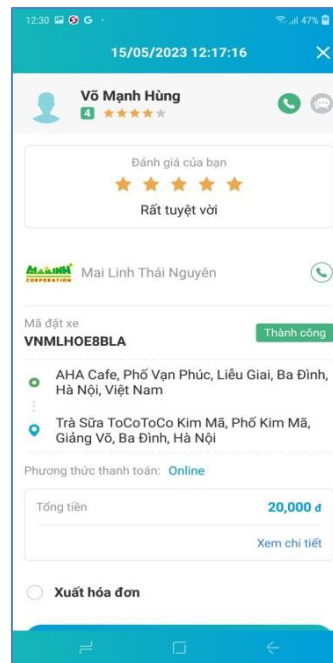 12:30 G 47%
15/05/2023 12:17:16
Võ Mạnh Hùng
4
Đánh giá của bạn
Rất tuyệt vời
MAILINH
CORPORATION
Mai Linh Thái Nguyên
Mã đặt xe
VNMLHOE8BLA
Thành công
AHA Cafe, Phố Vạn Phúc, Liễu Giai, Ba Đình,
Hà Nội, Việt Nam
Trà Sữa ToCoToCo Kim Mã, Phố Kim Mã,
Giảng Võ, Ba Đình, Hà Nội
Phương thức thanh toán: Online
Tổng tiền 20,000 đ
Xem chi tiết
Xuất hóa đơn